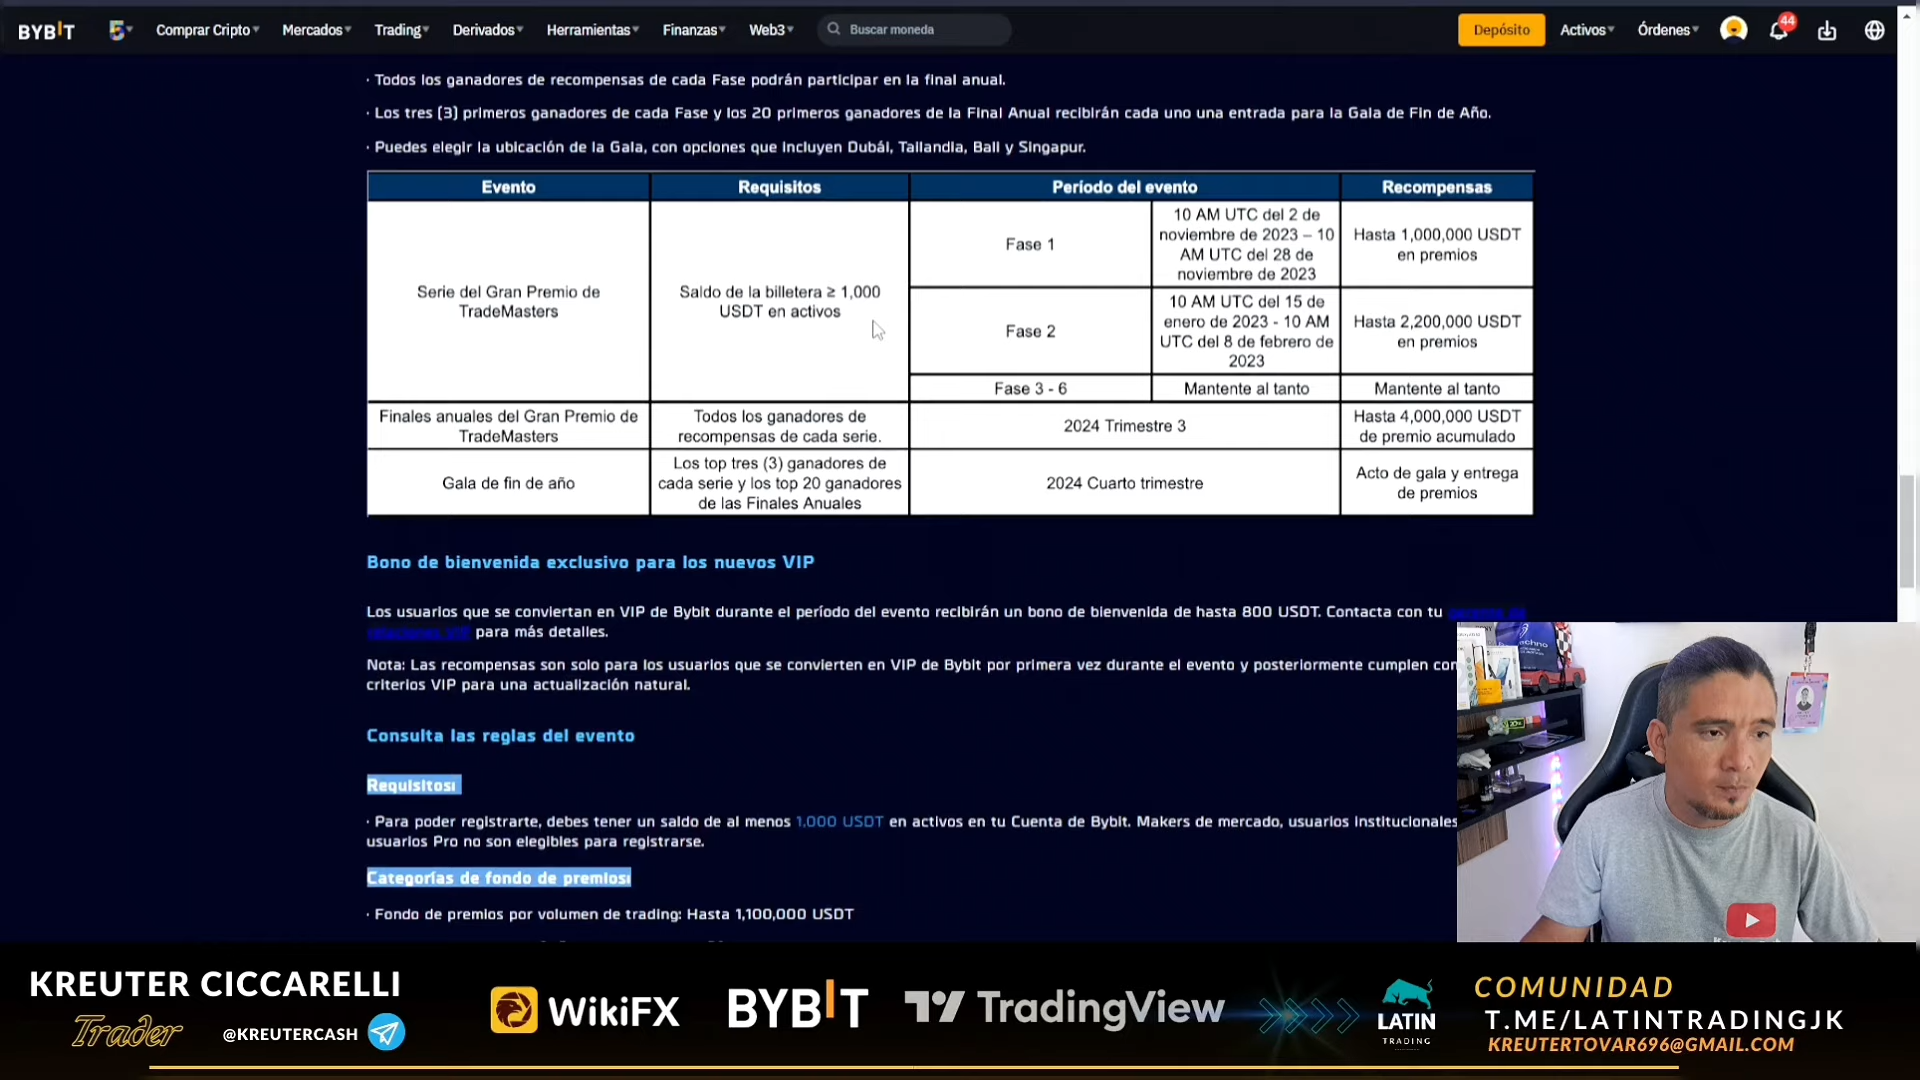 BYBIT
Comprar Cripto
Mercados
Trading
Derivados
Herramientas
Finanzas
Web3
Buscar moneda
Depósito
Activos
Órdenes
44
· Todos los ganadores de recompensas de cada Fase podrán participar en la final anual.
· Los tres (3) primeros ganadores de cada Fase y los 20 primeros ganadores de la Final Anual recibirán cada uno una entrada para la Gala de Fin de Año.
· Puedes elegir la ubicación de la Gala, con opciones que incluyen Dubái, Tailandia, Bali y Singapur.
Evento
Requisitos
Período del evento
Recompensas
Serie del Gran Premio de
TradeMasters
Saldo de la billetera ≥ 1,000
USDT en activos
Fase 1
10 AM UTC del 2 de
noviembre de 2023 – 10
AM UTC del 28 de
noviembre de 2023
Hasta 1,000,000 USDT
en premios
Fase 2
10 AM UTC del 15 de
enero de 2023 - 10 AM
UTC del 8 de febrero de
2023
Hasta 2,200,000 USDT
en premios
Fase 3 - 6
Mantente al tanto
Mantente al tanto
Finales anuales del Gran Premio de
TradeMasters
Todos los ganadores de
recompensas de cada serie.
2024 Trimestre 3
Hasta 4,000,000 USDT
de premio acumulado
Gala de fin de año
Los top tres (3) ganadores de
cada serie y los top 20 ganadores
de las Finales Anuales
2024 Cuarto trimestre
Acto de gala y entrega
de premios
Bono de bienvenida exclusivo para los nuevos VIP
Los usuarios que se conviertan en VIP de Bybit durante el período del evento recibirán un bono de bienvenida de hasta 800 USDT. Contacta con tu
para más detalles.
Nota: Las recompensas son solo para los usuarios que se convierten en VIP de Bybit por primera vez durante el evento y posteriormente cumplen con
criterios VIP para una actualización natural.
Consulta las reglas del evento
Requisitos:
· Para poder registrarte, debes tener un saldo de al menos 1,000 USDT en activos en tu Cuenta de Bybit. Makers de mercado, usuarios institucionales
usuarios Pro no son elegibles para registrarse.
Categorías de fondo de premios:
· Fondo de premios por volumen de trading: Hasta 1,100,000 USDT
KREUTER CICCARELLI
Trader
@KREUTERCASH
WikiFX
BYBIT
TradingView
LATIN
TRADING
COMUNIDAD
T.ME/LATINTRADINGJK
KREUTERTOVAR696@GMAIL.COM